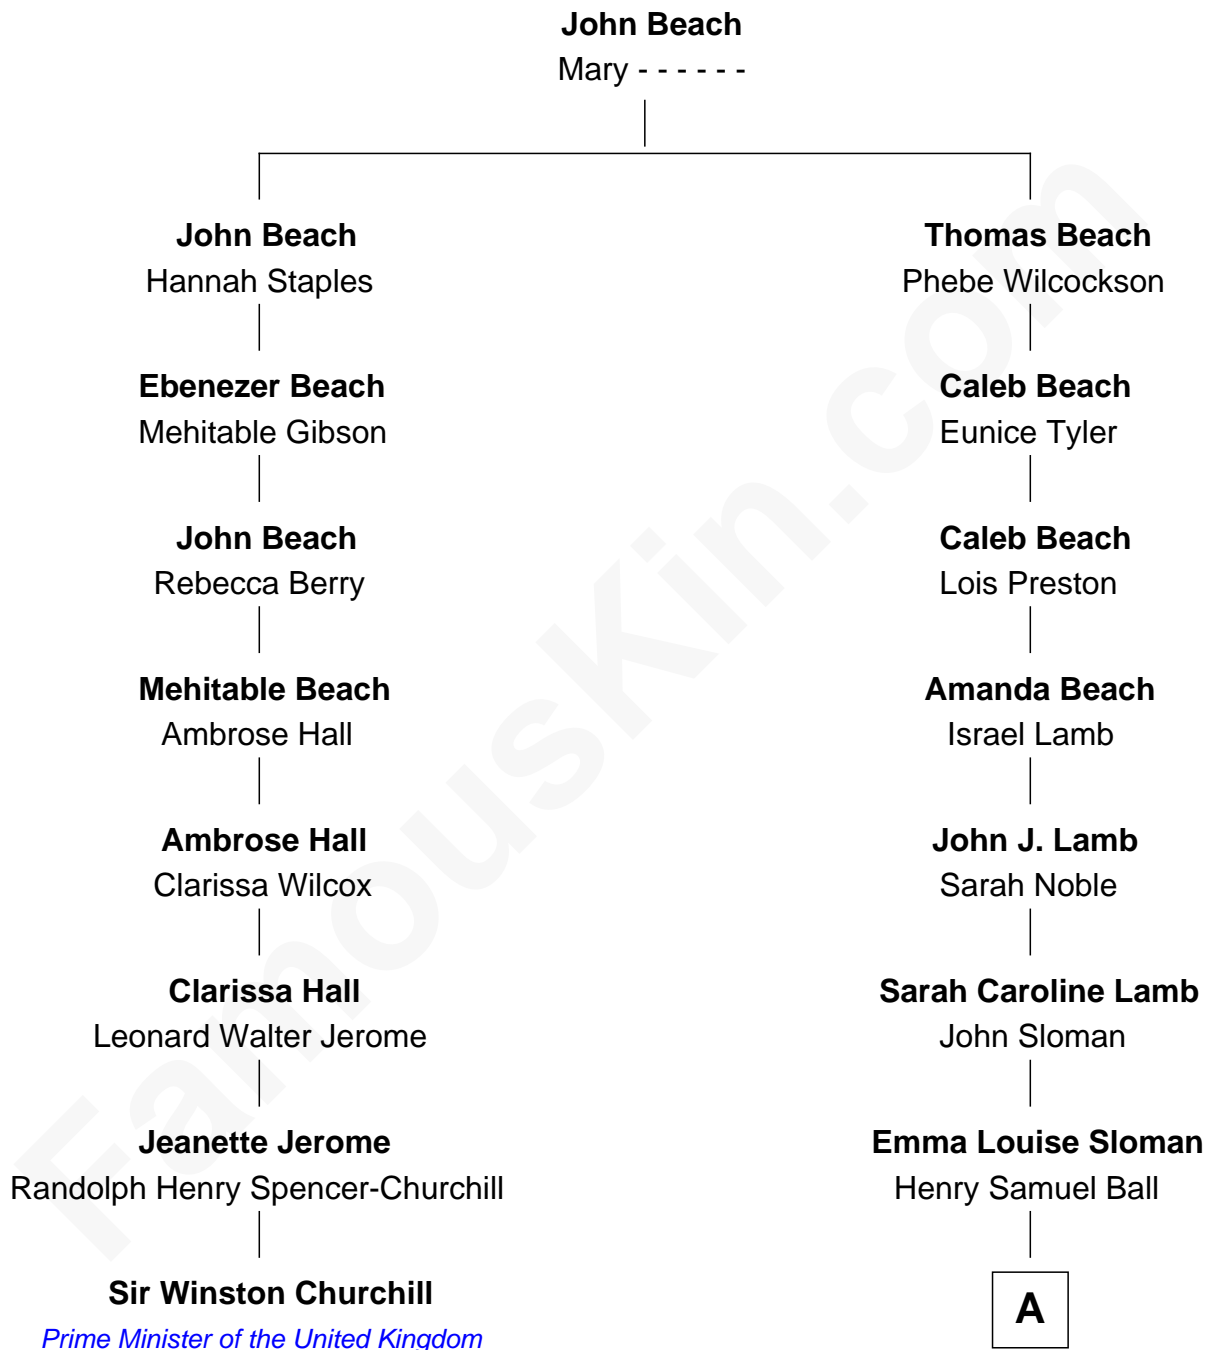 John Beach
Mary - - - - - -
John Beach
Hannah Staples
Thomas Beach
Phebe Wilcockson
Ebenezer Beach
Mehitable Gibson
Caleb Beach
Eunice Tyler
John Beach
Rebecca Berry
Caleb Beach
Lois Preston
Mehitable Beach
Ambrose Hall
Amanda Beach
Israel Lamb
Ambrose Hall
Clarissa Wilcox
John J. Lamb
Sarah Noble
Clarissa Hall
Leonard Walter Jerome
Sarah Caroline Lamb
John Sloman
Jeanette Jerome
Randolph Henry Spencer-Churchill
Emma Louise Sloman
Henry Samuel Ball
Sir Winston Churchill
Prime Minister of the United Kingdom
A
FamousKin.com